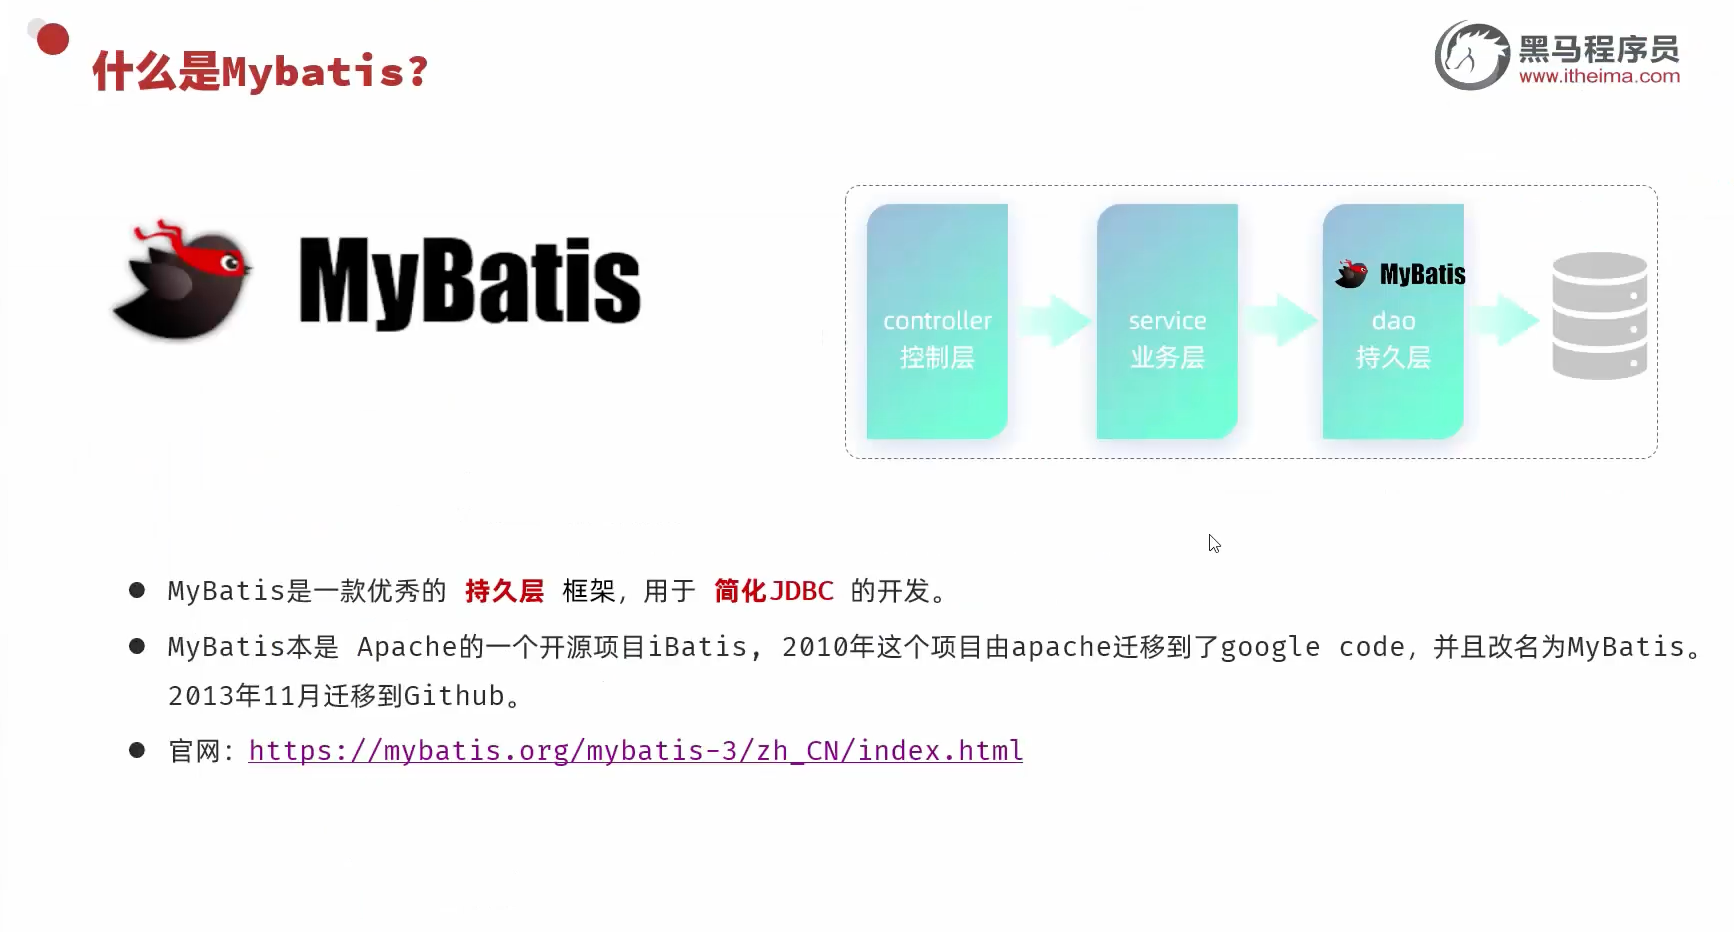 什么是Mybatis?
黑马程序员
www.itheima.com
MyBatis
controller
控制层
service
业务层
MyBatis
dao
持久层
MyBatis是一款优秀的 持久层 框架，用于 简化JDBC 的开发。
MyBatis本是 Apache的一个开源项目iBatis, 2010年这个项目由apache迁移到了google code，并且改名为MyBatis。
2013年11月迁移到Github。
官网：https://mybatis.org/mybatis-3/zh_CN/index.html